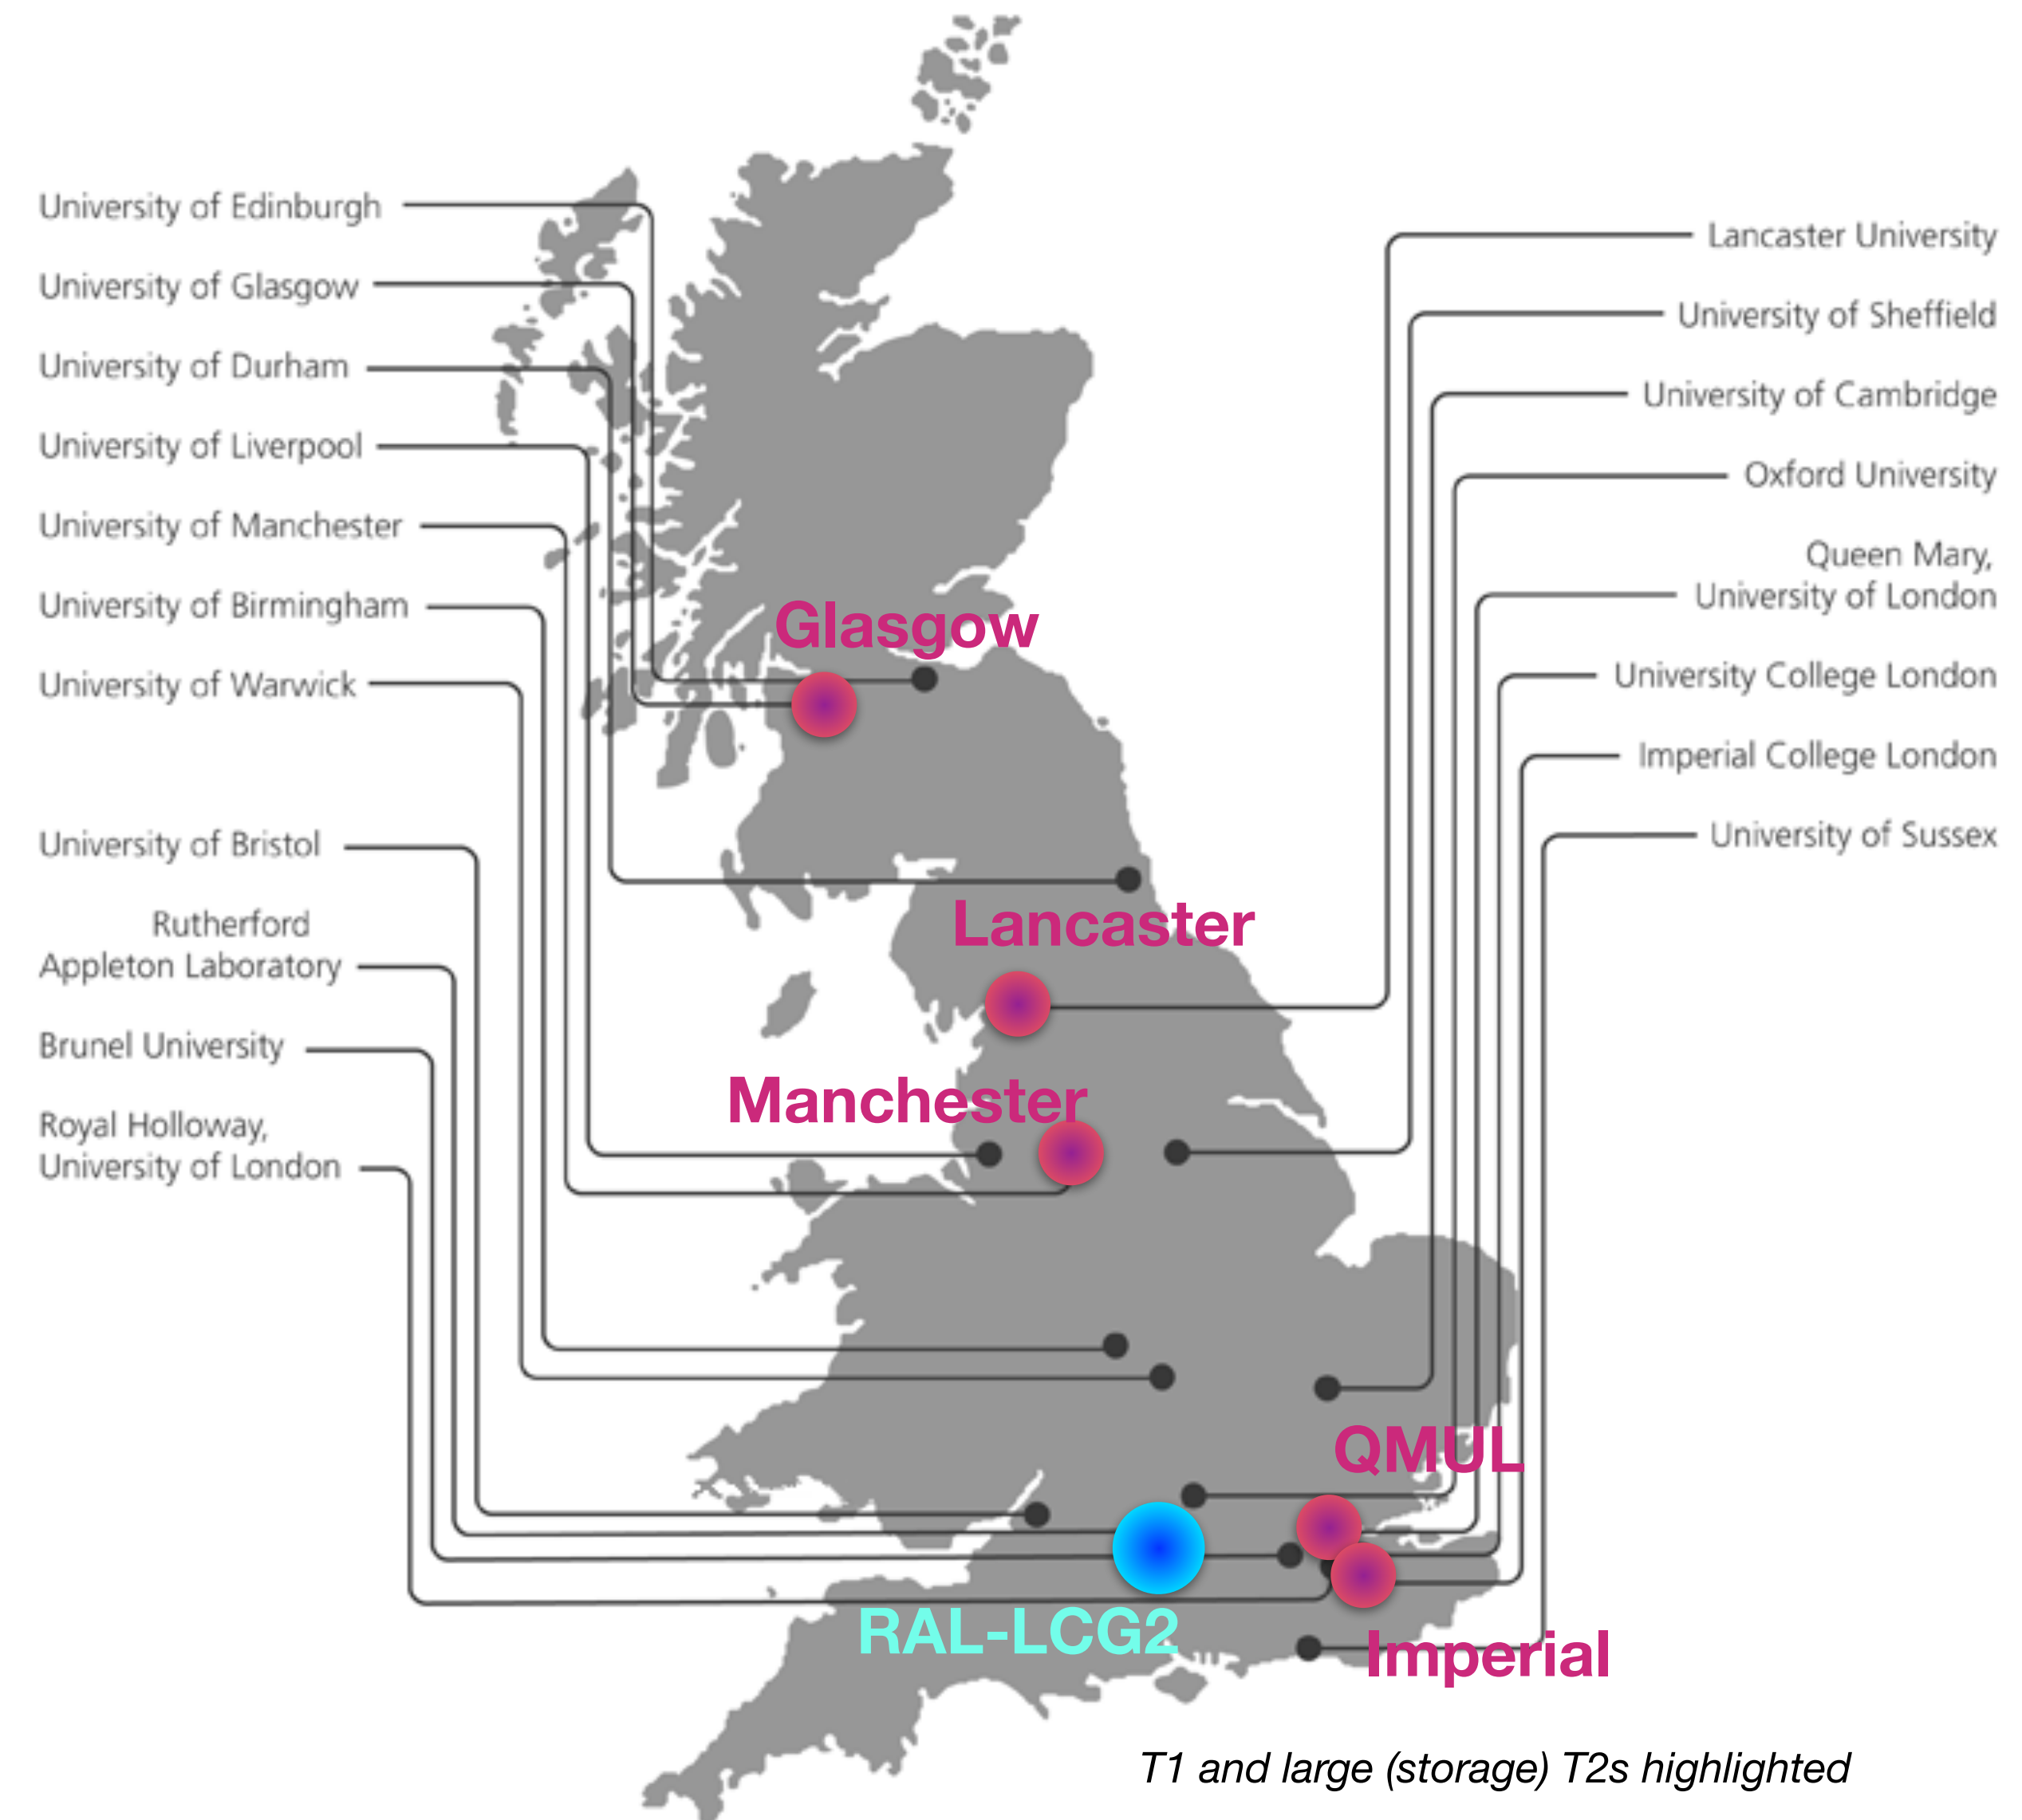 University of Edinburgh
University of Glasgow
University of Durham
University of Liverpool
University of Manchester
University of Birmingham
University of Warwick
University of Bristol
Rutherford
Appleton Laboratory
Brunel University
Royal Holloway,
University of London
Lancaster University
University of Sheffield
University of Cambridge
Oxford University
Queen Mary,
University of London
University College London
Imperial College London
University of Sussex
Glasgow
Lancaster
Manchester
QMUL
RAL-LCG2
Imperial
T1 and large (storage) T2s highlighted